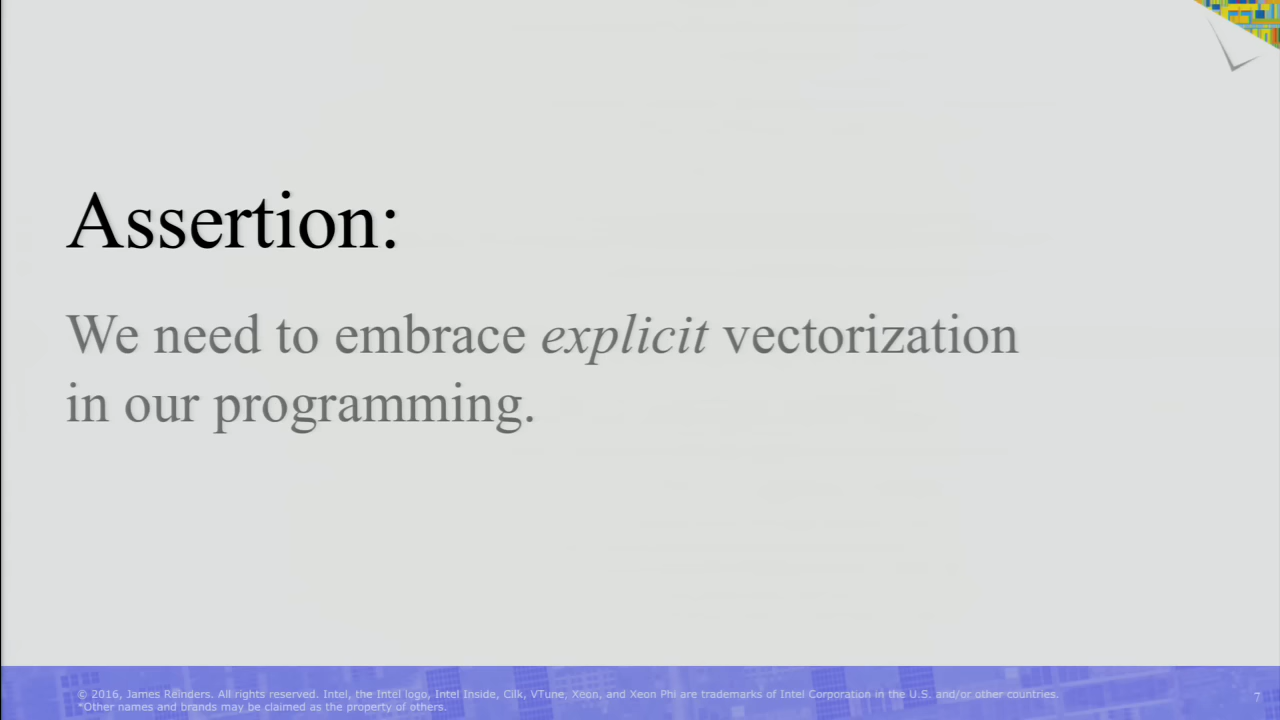 Assertion:
We need to embrace explicit vectorization
in our programming.
© 2016, James Reinders. All rights reserved. Intel, the Intel logo, Intel Inside, Cilk, VTune, Xeon, and Xeon Phi are trademarks of Intel Corporation in the U.S. and/or other countries.
*Other names and brands may be claimed as the property of others.
7